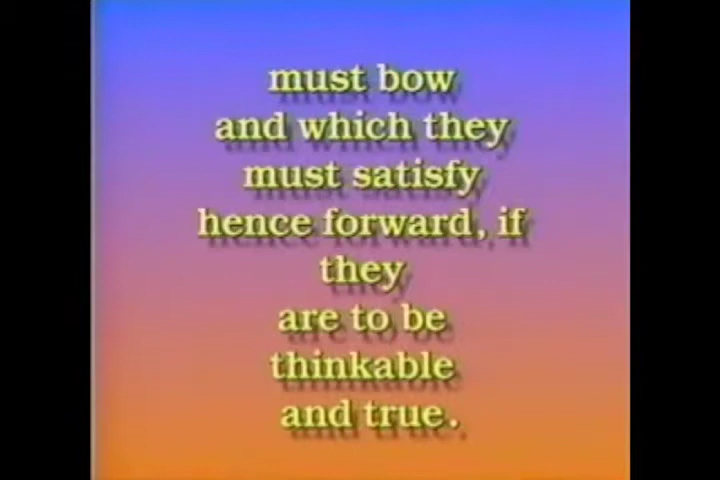 must bow
and which they
must satisfy
hence forward, if
they
are to be
thinkable
and true.